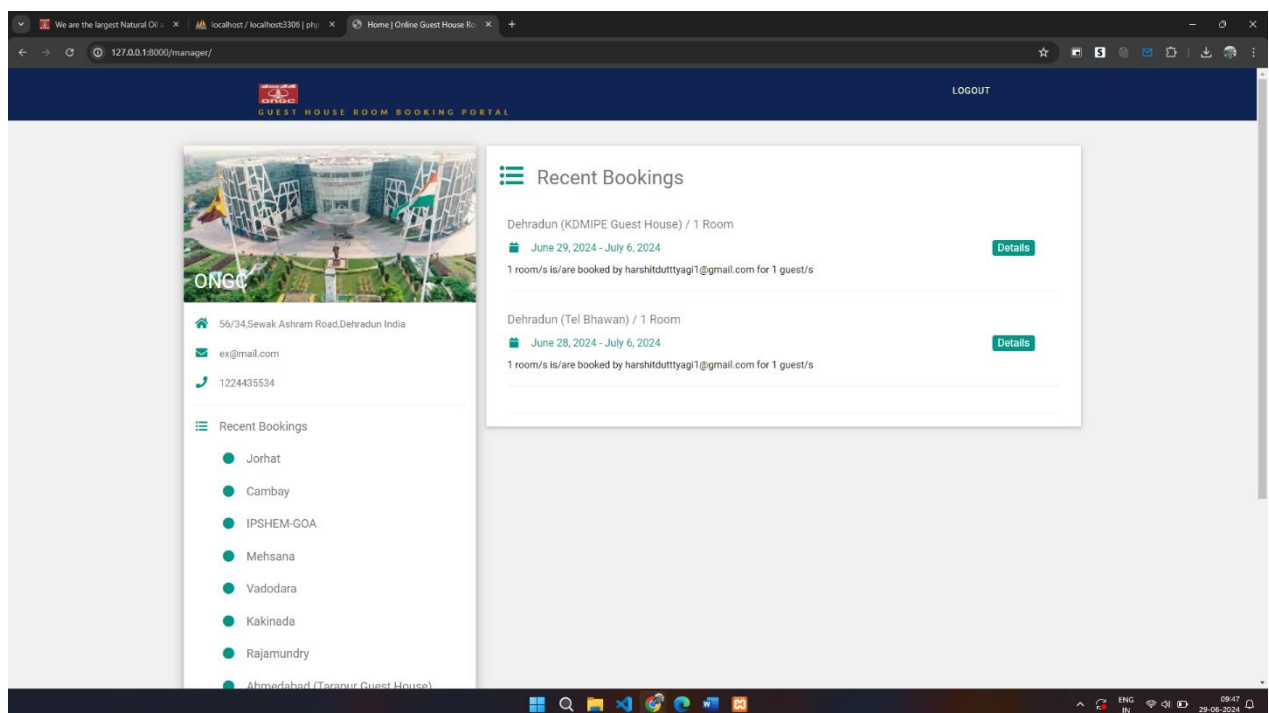 We are the largest Natural Oil a
localhost / localhost:3306 | php
Home | Online Guest House Ro
127.0.0.1:8000/manager/
ongc
LOGOUT
GUEST HOUSE ROOM BOOKING PORTAL
ONGC
56/34,Sewak Ashram Road,Dehradun India
ex@mail.com
1224435534
Recent Bookings
Jorhat
Cambay
IPSHEM-GOA
Mehsana
Vadodara
Kakinada
Rajamundry
Ahmedabad (Tarapur Guest House)
Recent Bookings
Dehradun (KDMIPE Guest House) / 1 Room
June 29, 2024 - July 6, 2024
Details
1 room/s is/are booked by harshitdutttyagi1@gmail.com for 1 guest/s
Dehradun (Tel Bhawan) / 1 Room
June 28, 2024 - July 6, 2024
Details
1 room/s is/are booked by harshitdutttyagi1@gmail.com for 1 guest/s
ENG
IN
09:47
29-06-2024